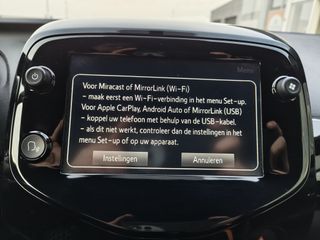 Menu
Voor Miracast of MirrorLink (Wi-Fi)
- maak eerst een Wi-Fi-verbinding in het menu Set-up.
Voor Apple CarPlay, Android Auto of MirrorLink (USB)
- koppel uw telefoon met behulp van de USB-kabel.
- als dit niet werkt, controleer dan de instellingen in het
menu Set-up of op uw apparaat.
Instellingen
Annuleren